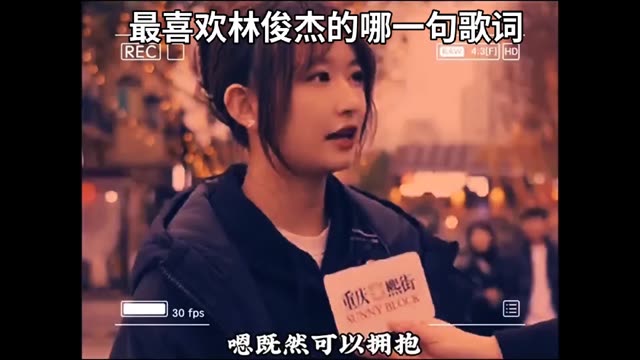 最喜欢林俊杰的哪一句歌词
REC
RAW
4.3[F]
HD
重庆熙街
SUNNY BLOCK
30 fps
嗯既然可以拥抱